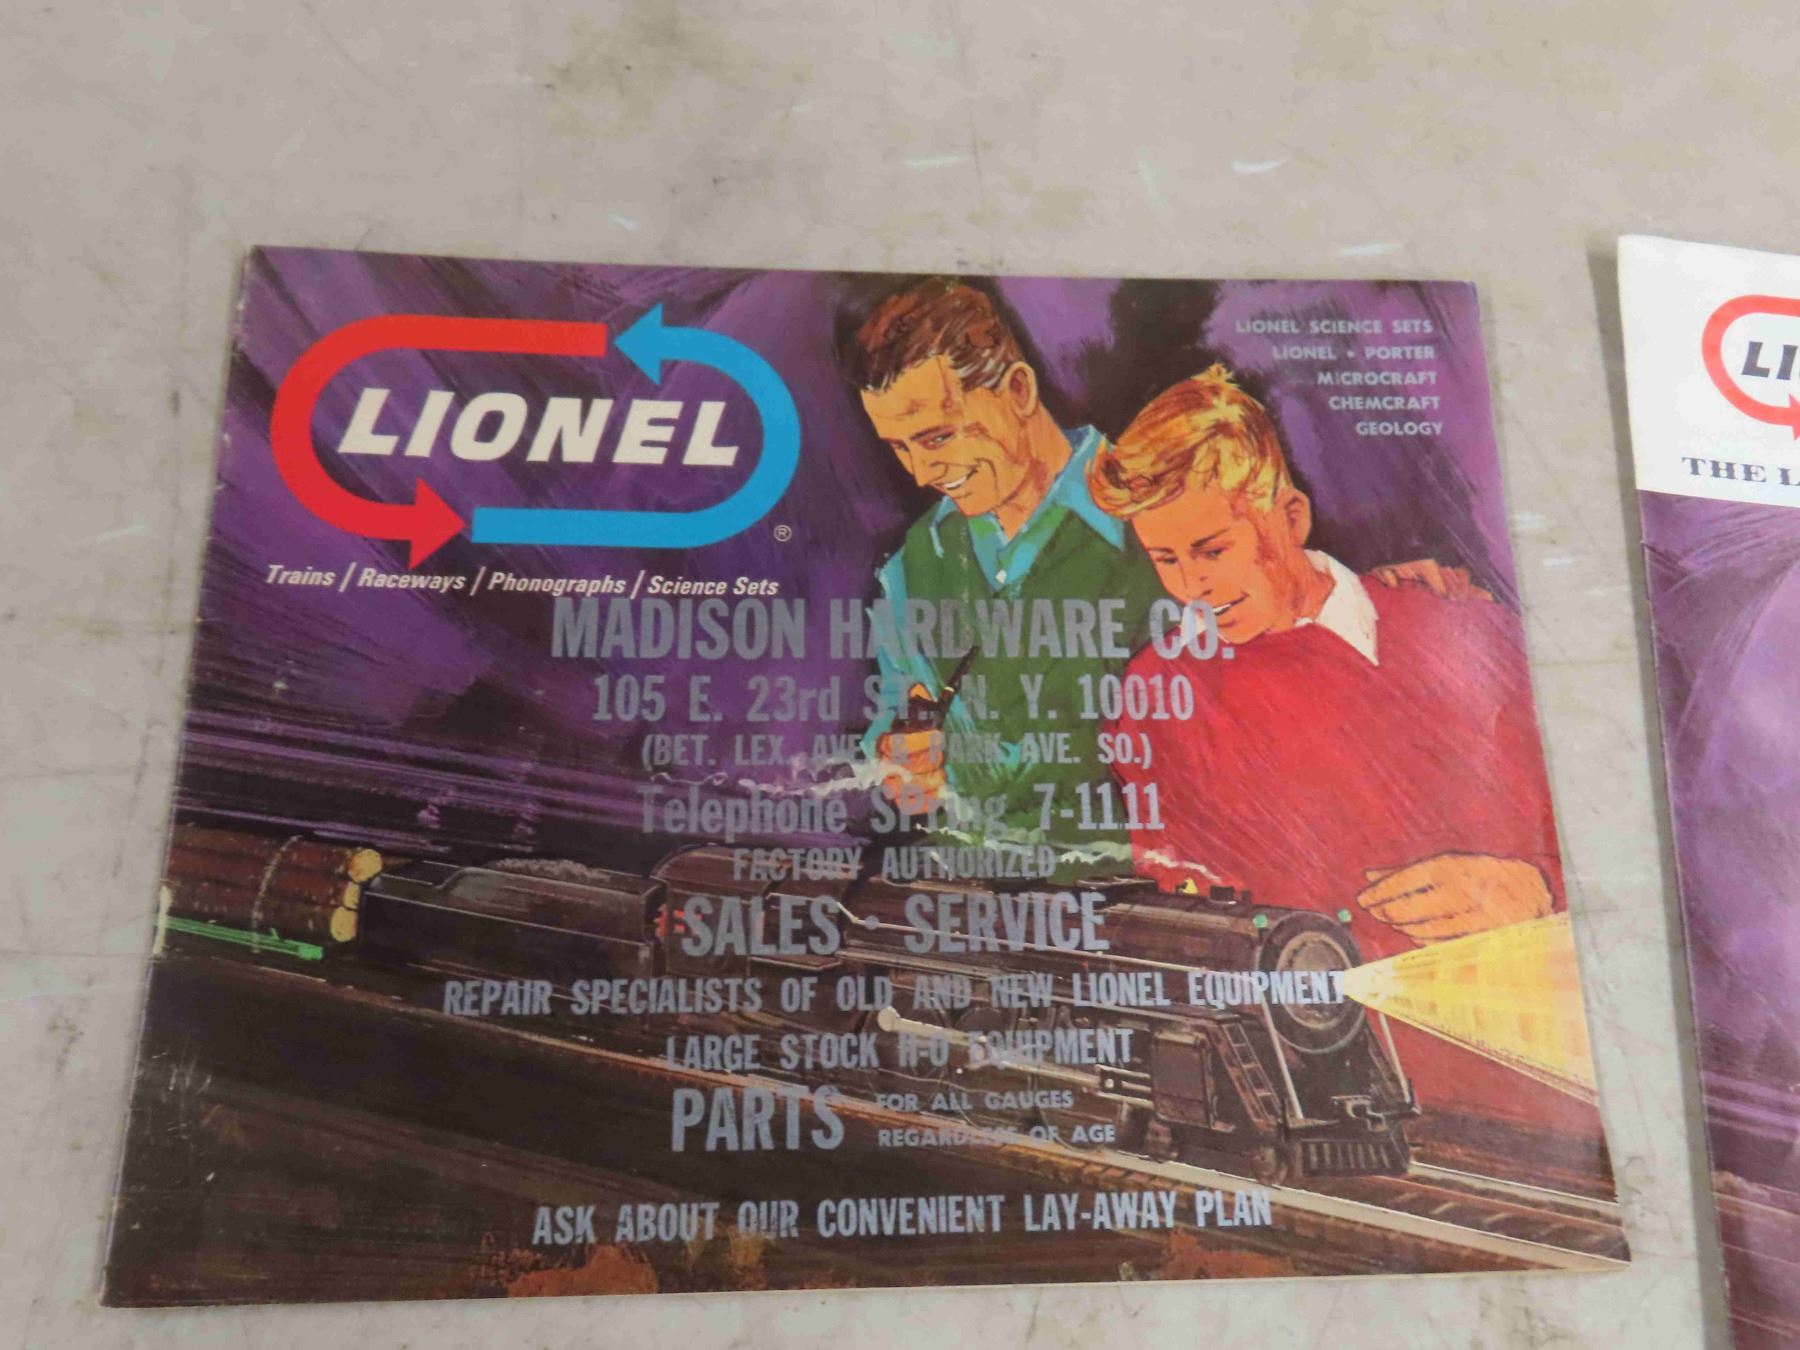 LIONEL
®
Trains / Raceways / Phonographs / Science Sets
LIONEL SCIENCE SETS
LIONEL • PORTER
MICROCRAFT
CHEMCRAFT
GEOLOGY
MADISON HARDWARE CO.
105 E. 23rd ST., N. Y. 10010
(BET. LEX. AVE. & PARK AVE. SO.)
Telephone SPring 7-1111
FACTORY AUTHORIZED
SALES • SERVICE
REPAIR SPECIALISTS OF OLD AND NEW LIONEL EQUIPMENT
LARGE STOCK H-O EQUIPMENT
PARTS FOR ALL GAUGES
REGARDLESS OF AGE
ASK ABOUT OUR CONVENIENT LAY-AWAY PLAN
THE